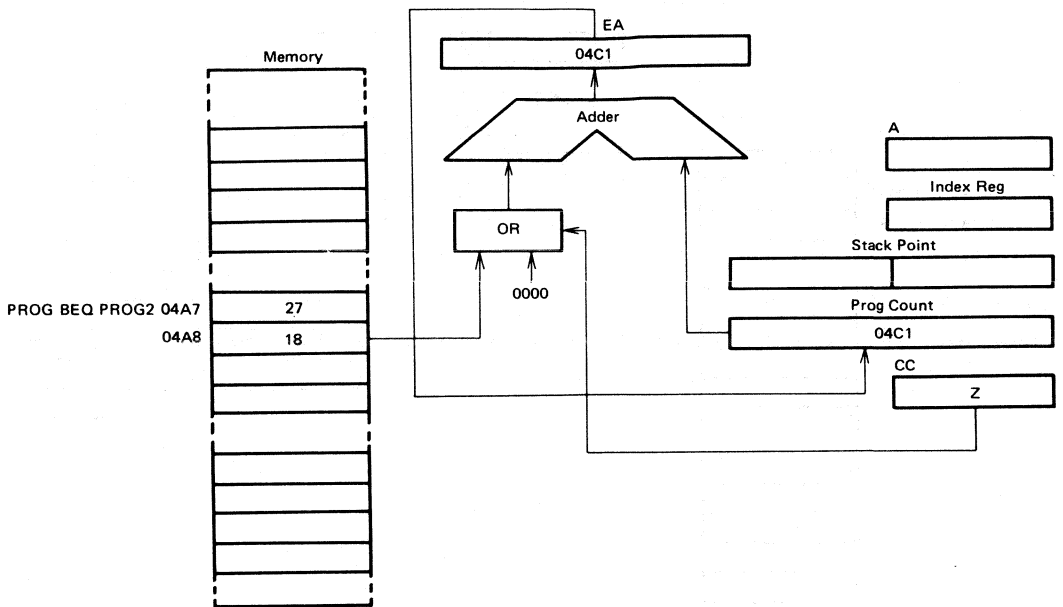 EA
04C1
Memory
Adder
A
Index Reg
OR
Stack Point
0000
PROG BEQ PROG2 04A7 27
Prog Count
04A8 18
04C1
CC
Z